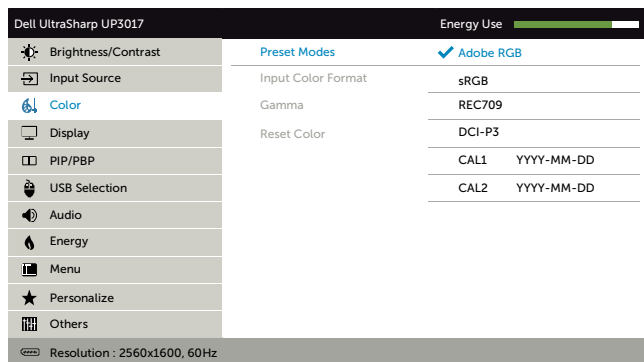 Dell UltraSharp UP3017 Energy Use
Brightness/Contrast Preset Modes Adobe RGB
Input Source Input Color Format sRGB
Color Gamma REC709
Display Reset Color DCI-P3
PIP/PBP CAL1 YYYY-MM-DD
USB Selection CAL2 YYYY-MM-DD
Audio
Energy
Menu
Personalize
Others
Resolution : 2560x1600, 60Hz